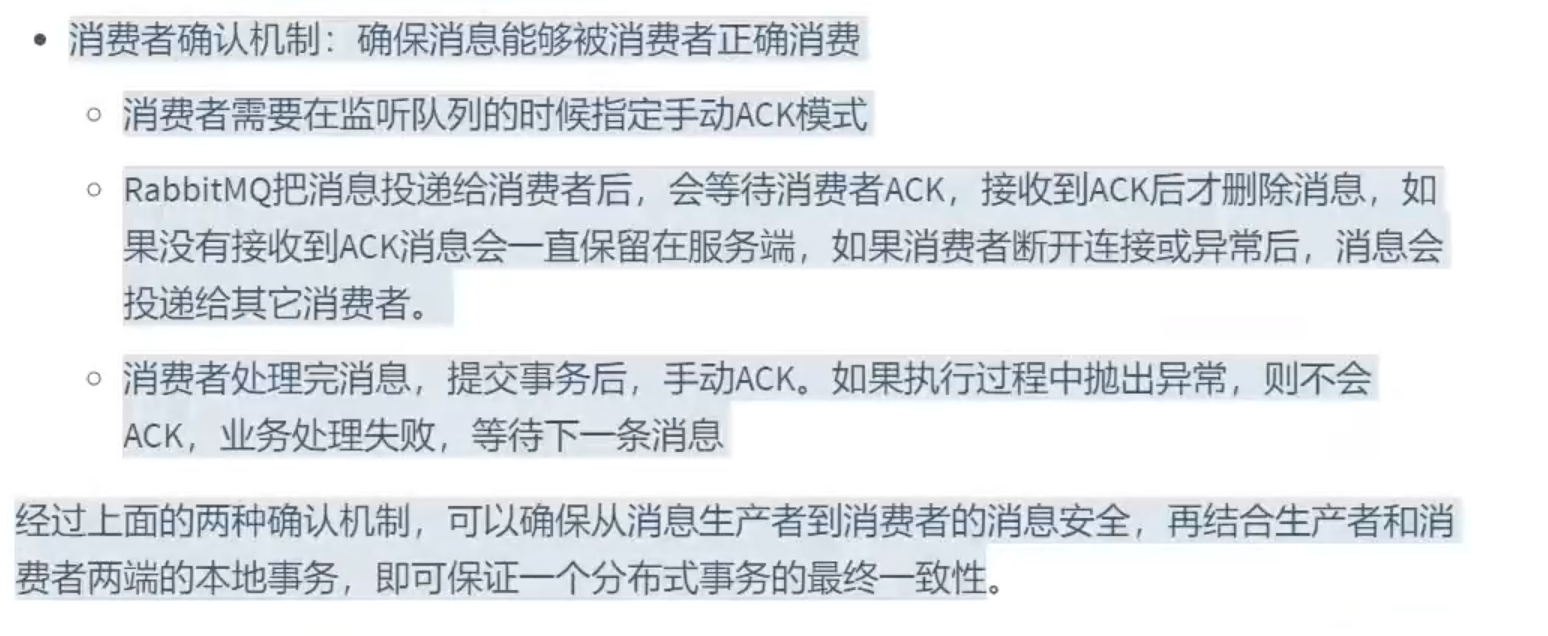 消费者确认机制：确保消息能够被消费者正确消费
消费者需要在监听队列的时候指定手动ACK模式
RabbitMQ把消息投递给消费者后，会等待消费者ACK，接收到ACK后才删除消息，如
果没有接收到ACK消息会一直保留在服务端，如果消费者断开连接或异常后，消息会
投递给其它消费者。
消费者处理完消息，提交事务后，手动ACK。如果执行过程中抛出异常，则不会
ACK，业务处理失败，等待下一条消息
经过上面的两种确认机制，可以确保从消息生产者到消费者的消息安全，再结合生产者和消
费者两端的本地事务，即可保证一个分布式事务的最终一致性。